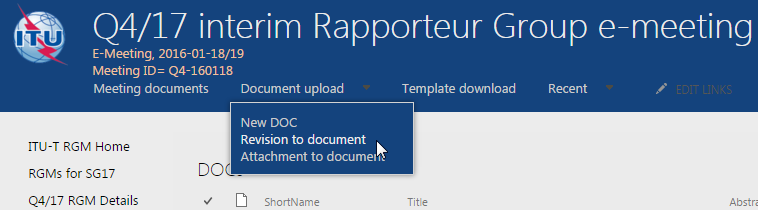 ITU
Q4/17 interim Rapporteur Group e-meeting
E-Meeting, 2016-01-18/19
Meeting ID= Q4-160118
Meeting documents Document upload Template download Recent EDIT LINKS
New DOC
Revision to document
Attachment to document
ITU-T RGM Home
RGMs for SG17
Q4/17 RGM Details
DOC
ShortName Title Abstra